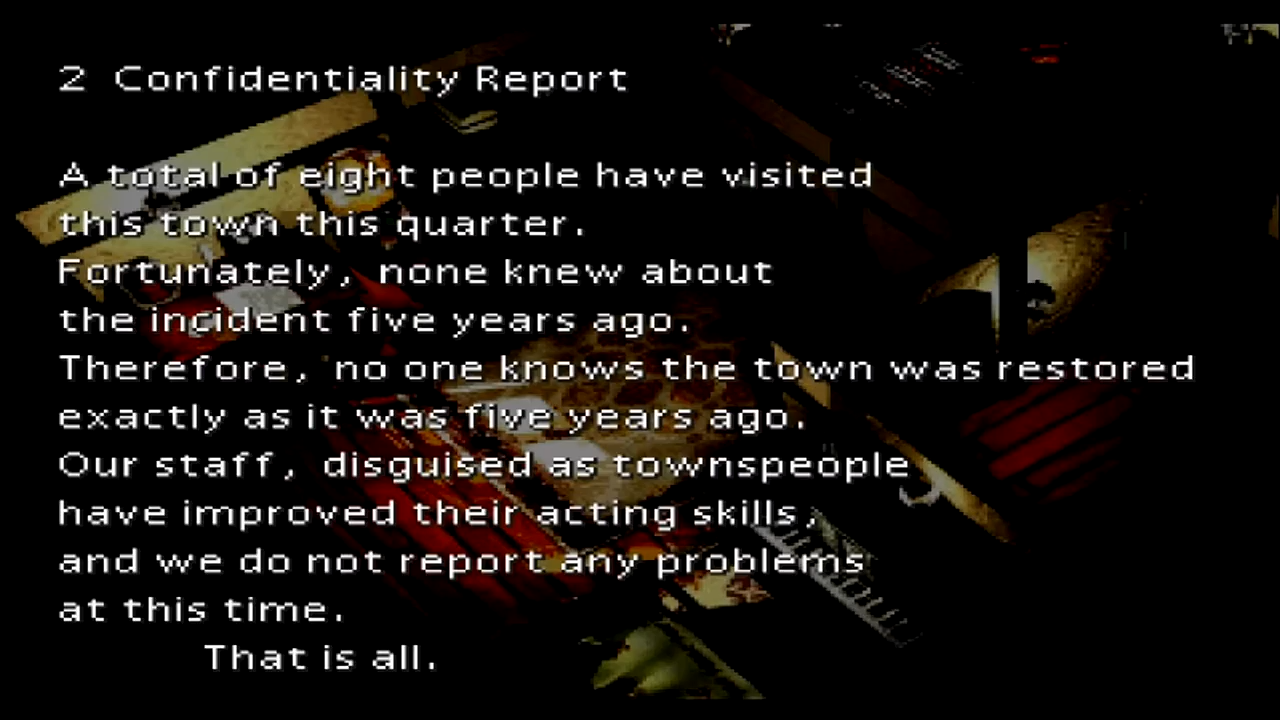 2 Confidentiality Report
A total of eight people have visited
this town this quarter.
Fortunately, none knew about
the incident five years ago.
Therefore, no one knows the town was restored
exactly as it was five years ago.
Our staff, disguised as townspeople
have improved their acting skills,
and we do not report any problems
at this time.
That is all.